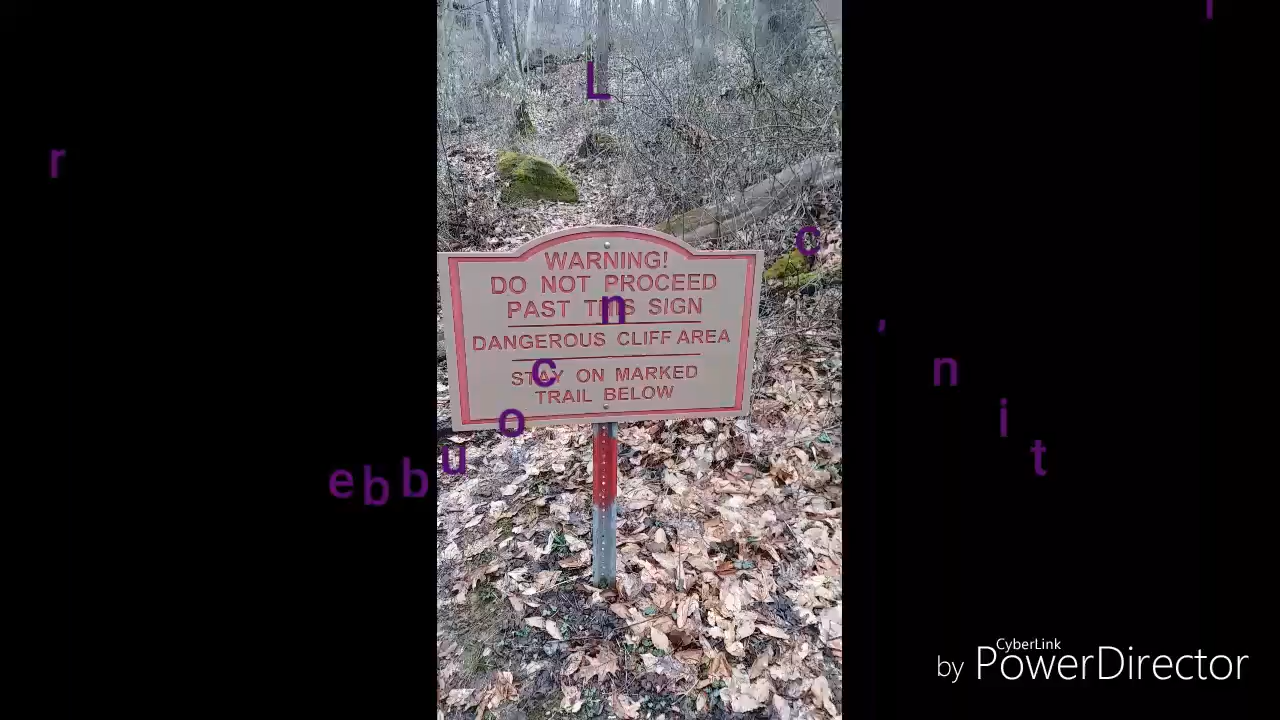 WARNING!
DO NOT PROCEED
PAST THIS SIGN
DANGEROUS CLIFF AREA
STAY ON MARKED
TRAIL BELOW
r
L
c
n
'
n
C
i
o
t
u
e
b
b
CyberLink
by PowerDirector